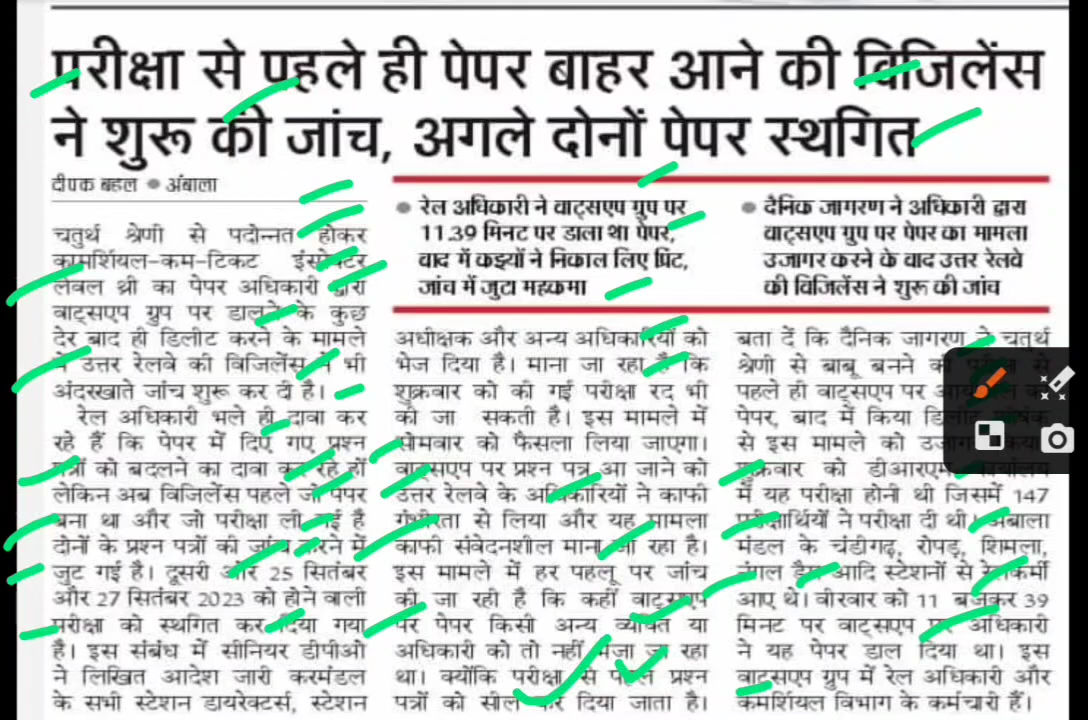 परीक्षा से पहले ही पेपर बाहर आने की विजिलेंस
ने शुरू की जांच, अगले दोनों पेपर स्थगित
दीपक बहल ● अंबाला
● रेल अधिकारी ने वाट्सएप ग्रुप पर
11.39 मिनट पर डाला था पेपर,
वाद में कइयों ने निकाल लिए प्रिंट,
जांच में जुटा महकमा
● दैनिक जागरण ने अधिकारी द्वारा
वाट्सएप ग्रुप पर पेपर का मामला
उजागर करने के वाद उत्तर रेलवे
की विजिलेंस ने शुरू की जांच
चतुर्थ श्रेणी से पदोन्नत होकर
कामर्शियल-कम-टिकट इंस्पेक्टर
लेवल थ्री का पेपर अधिकारी द्वारा
वाट्सएप ग्रुप पर डालने के कुछ
देर बाद ही डिलीट करने के मामले
में उत्तर रेलवे की विजिलेंस ने भी
अंदरखाते जांच शुरू कर दी है।
रेल अधिकारी भले ही दावा कर
रहे हैं कि पेपर में दिए गए प्रश्न
पत्रों को बदलने का दावा कर रहे हों
लेकिन अब विजिलेंस पहले जो पेपर
बना था और जो परीक्षा ली गई है
दोनों के प्रश्न पत्रों की जांच करने में
जुट गई है। दूसरी ओर 25 सितंबर
और 27 सितंबर 2023 को होने वाली
परीक्षा को स्थगित कर दिया गया
है। इस संबंध में सीनियर डीपीओ
ने लिखित आदेश जारी करमंडल
के सभी स्टेशन डायरेक्टर्स, स्टेशन
अधीक्षक और अन्य अधिकारियों को
भेज दिया है। माना जा रहा है कि
शुक्रवार को की गई परीक्षा रद भी
की जा सकती है। इस मामले में
सोमवार को फैसला लिया जाएगा।
वाट्सएप पर प्रश्न पत्र आ जाने को
उत्तर रेलवे के अधिकारियों ने काफी
गंभीरता से लिया और यह मामला
काफी संवेदनशील माना जा रहा है।
इस मामले में हर पहलू पर जांच
की जा रही है कि कहीं वाट्सएप
पर पेपर किसी अन्य व्यक्ति या
अधिकारी को तो नहीं भेजा जा रहा
था। क्योंकि परीक्षा से पहले प्रश्न
पत्रों को सील कर दिया जाता है।
बता दें कि दैनिक जागरण ने चतुर्थ
श्रेणी से बाबू बनने की परीक्षा से
पहले ही वाट्सएप पर
पेपर, बाद में किया डिलीट
से इस मामले को उजागर किया
शुक्रवार को डीआरएम कार्यालय
में यह परीक्षा होनी थी जिसमें 147
परीक्षार्थियों ने परीक्षा दी थी। अंबाला
मंडल के चंडीगढ़, रोपड़, शिमला,
नंगल डैम आदि स्टेशनों से रेलकर्मी
आए थे। वीरवार को 11 बजकर 39
मिनट पर वाट्सएप पर अधिकारी
ने यह पेपर डाल दिया था। इस
वाट्सएप ग्रुप में रेल अधिकारी और
कमर्शियल विभाग के कर्मचारी हैं।